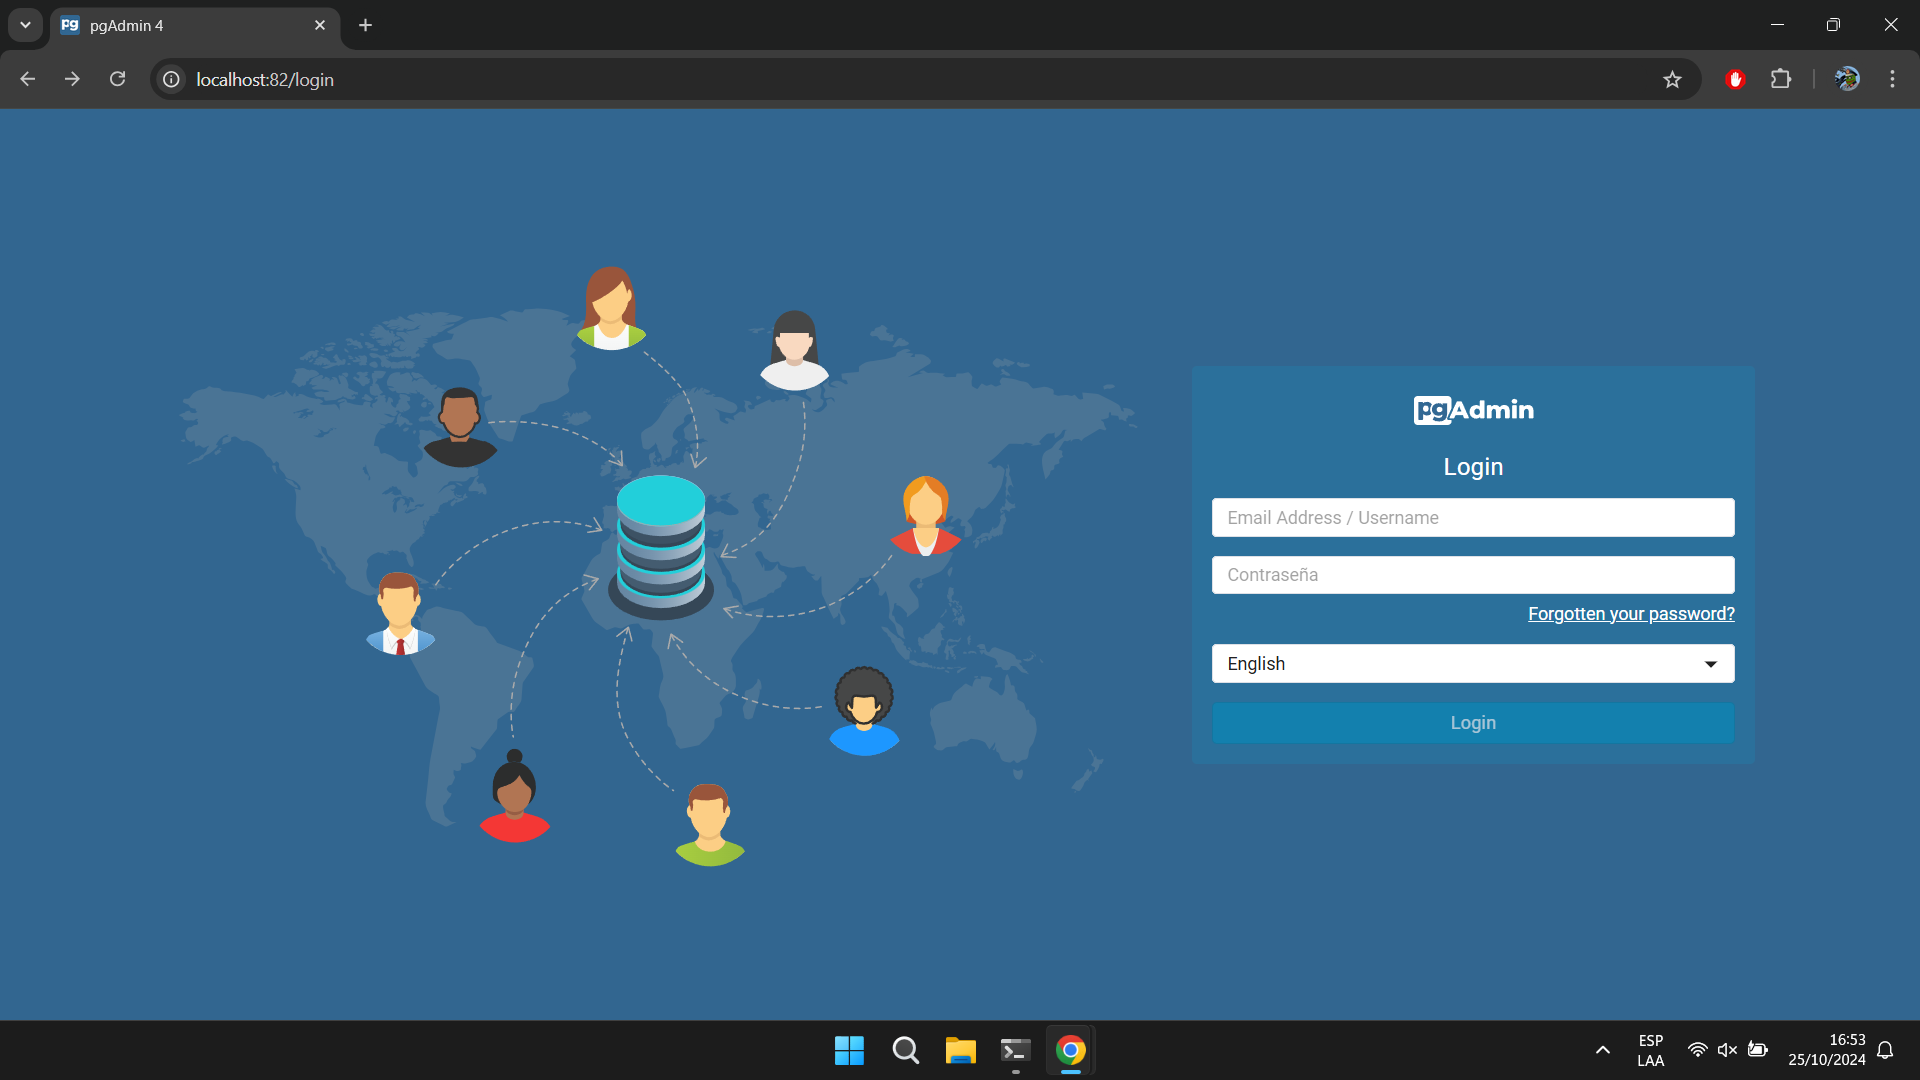 pg pgAdmin 4
localhost:82/login
pgAdmin
Login
Email Address / Username
Contraseña
Forgotten your password?
English
Login
ESP
LAA
16:53
25/10/2024